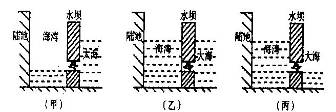 水坝 水坝 水坝
陆地 海湾 大海 陆地 海湾 大海 陆地 海湾 大海
(甲) (乙) (丙)